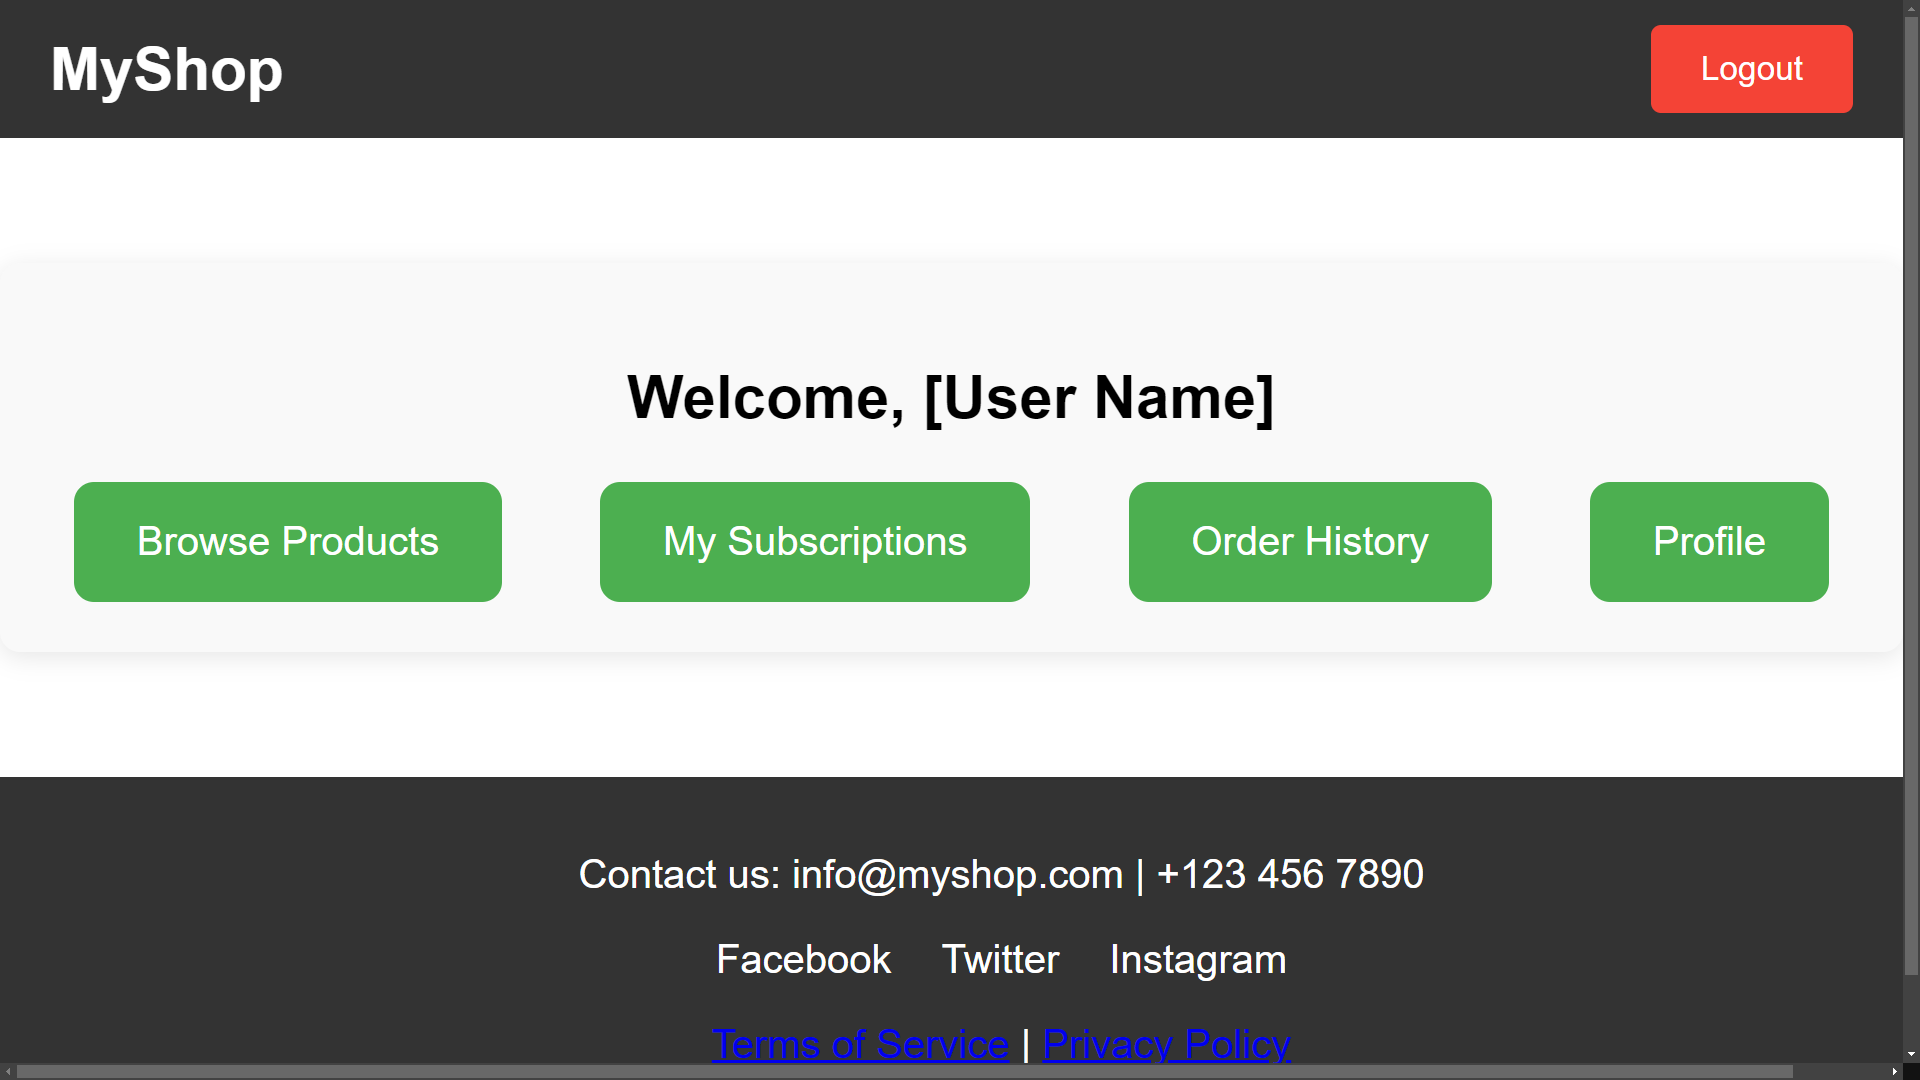 MyShop
Logout
Welcome, [User Name]
Browse Products
My Subscriptions
Order History
Profile
Contact us: info@myshop.com | +123 456 7890
Facebook Twitter Instagram
Terms of Service | Privacy Policy